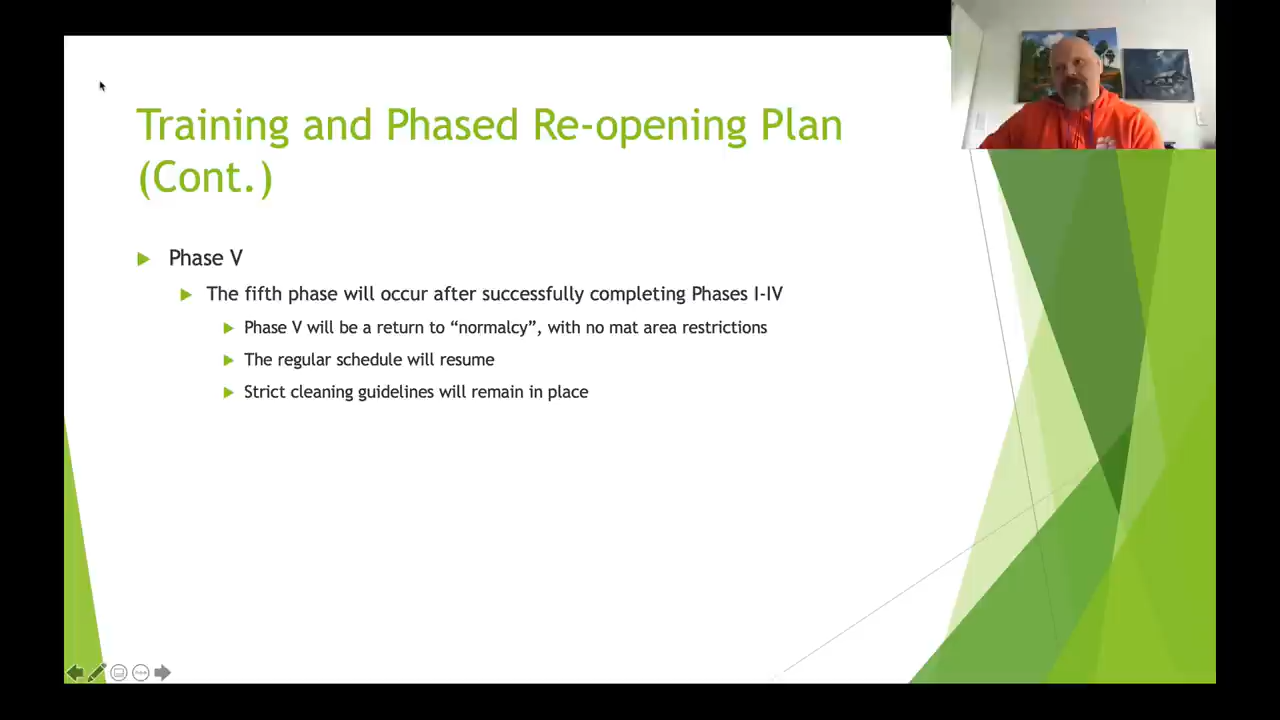 Training and Phased Re-opening Plan
(Cont.)
Phase V
The fifth phase will occur after successfully completing Phases I-IV
Phase V will be a return to “normalcy”, with no mat area restrictions
The regular schedule will resume
Strict cleaning guidelines will remain in place